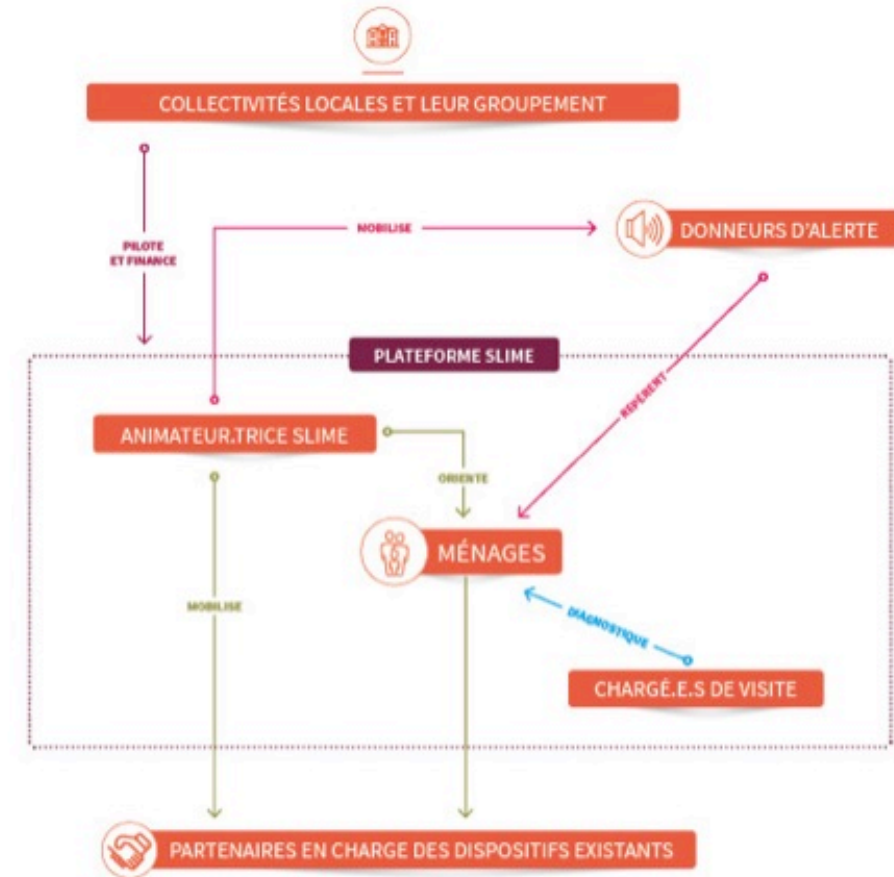 COLLECTIVITÉS LOCALES ET LEUR GROUPEMENT
MOBILISE
DONNEURS D'ALERTE
PILOTE
ET FINANCE
PLATEFORME SLIME
RÉPÈRENT
ANIMATEUR.TRICE SLIME
ORIENTE
MÉNAGES
MOBILISE
DIAGNOSTIQUE
CHARGÉ.E.S DE VISITE
PARTENAIRES EN CHARGE DES DISPOSITIFS EXISTANTS